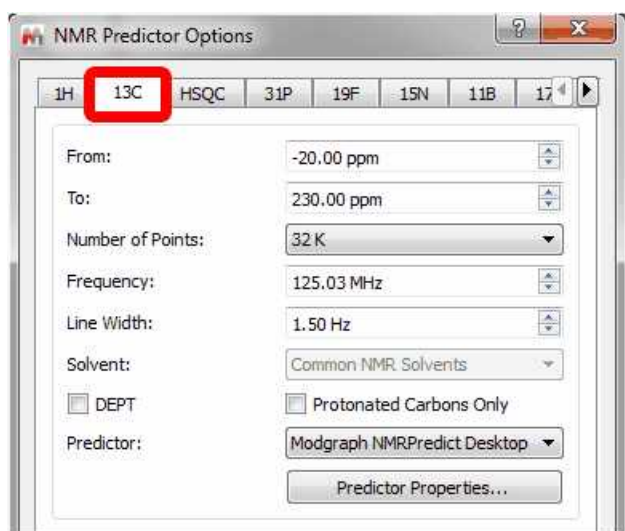 NMR Predictor Options
1H 13C HSQC 31P 19F 15N 11B 17
From: -20.00 ppm
To: 230.00 ppm
Number of Points: 32 K
Frequency: 125.03 MHz
Line Width: 1.50 Hz
Solvent: Common NMR Solvents
DEPT Protonated Carbons Only
Predictor: Modgraph NMRPredict Desktop
Predictor Properties...